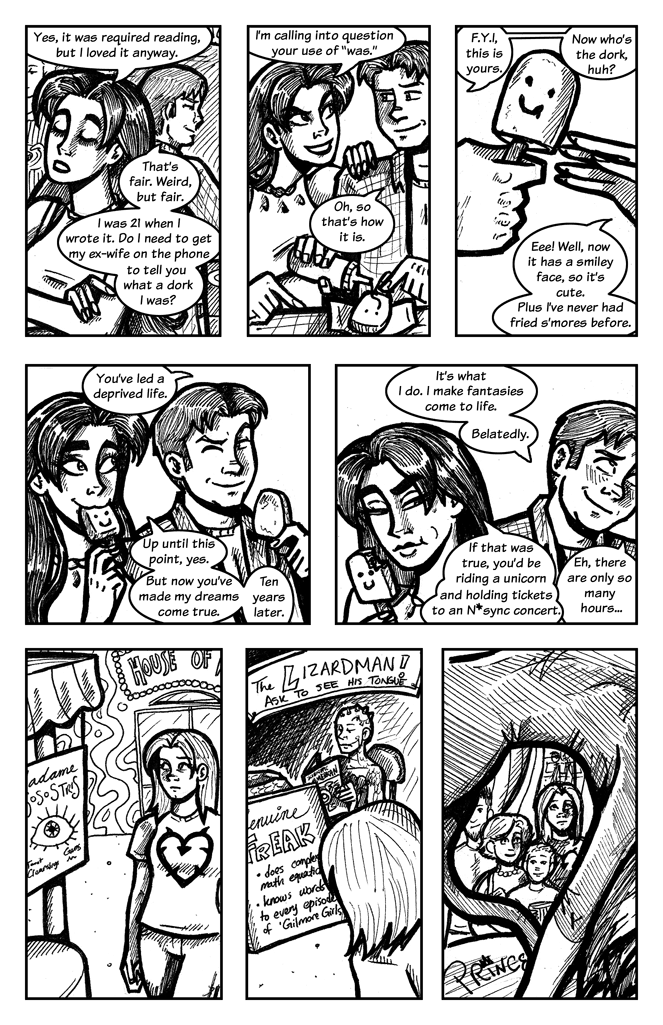 Yes, it was required reading,
but I loved it anyway.
That's
fair. Weird,
but fair.
I was 21 when I
wrote it. Do I need to get
my ex-wife on the phone
to tell you
what a dork
I was?
I'm calling into question
your use of "was."
Oh, so
that's how
it is.
F.Y.I,
this is
yours.
Now who's
the dork,
huh?
Eee! Well, now
it has a smiley
face, so it's
cute.
Plus I've never had
fried s'mores before.
You've led a
deprived life.
Up until this
point, yes.
But now you've
made my dreams
come true.
Ten
years
later.
It's what
I do. I make fantasies
come to life.
Belatedly.
If that was
true, you'd be
riding a unicorn
and holding tickets
to an N*sync concert.
Eh, there
are only so
many
hours...
HOUSE OF
adame
The LIZARDMAN!
ASK TO SEE HIS TONGUE.
enuine
FREAK
• does complex
math equation
• knows words
to every episode
of 'Gilmore Girls'
PRINCE